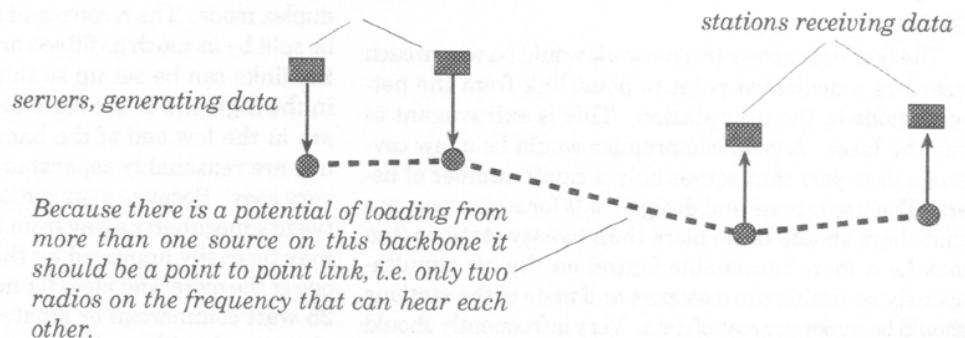 stations receiving data
servers, generating data
Because there is a potential of loading from
more than one source on this backbone it
should be a point to point link, i.e. only two
radios on the frequency that can hear each
other.